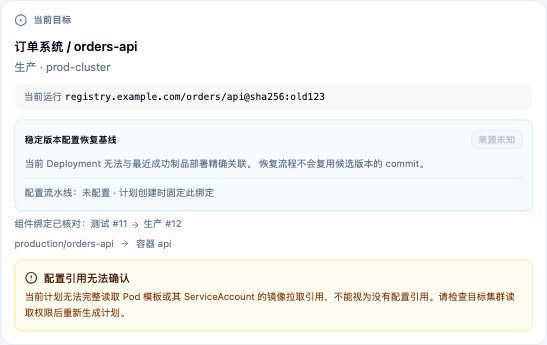 当前目标
订单系统 / orders-api
生产 · prod-cluster
当前运行 registry.example.com/orders/api@sha256:old123
稳定版本配置恢复基线
来源未知
当前 Deployment 无法与最近成功制品部署精确关联。 恢复流程不会复用候选版本的 commit。
配置流水线：未配置 · 计划创建时固定此绑定
组件绑定已核对：测试 #11 → 生产 #12
production/orders-api → 容器 api
配置引用无法确认
当前计划无法完整读取 Pod 模板或其 ServiceAccount 的镜像拉取引用，不能视为没有配置引用。请检查目标集群读
取权限后重新生成计划。